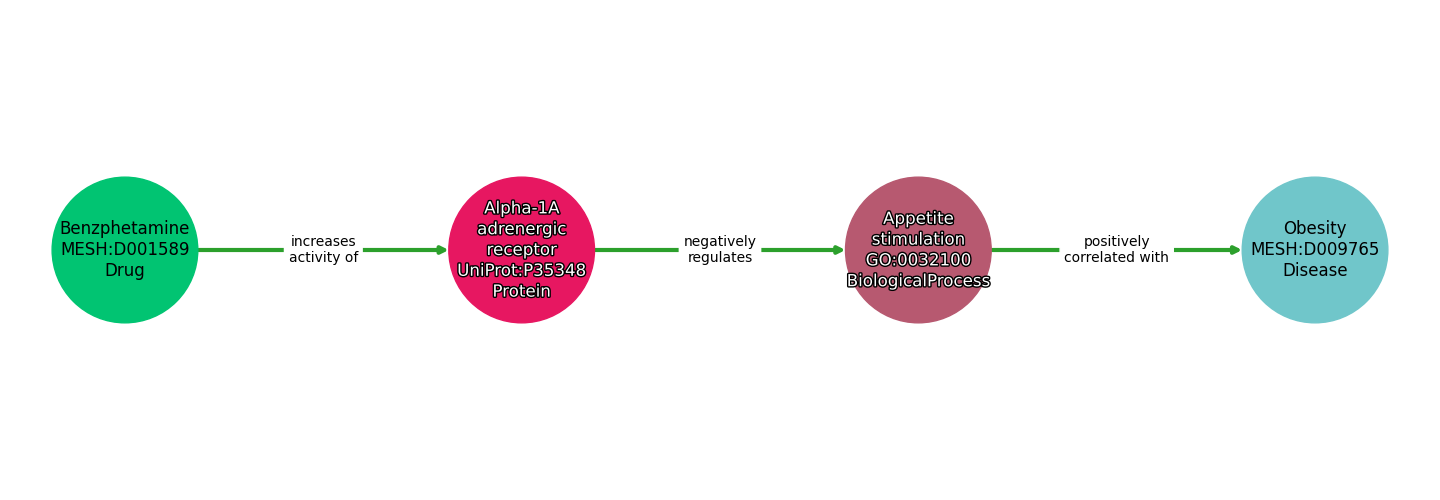 Benzphetamine
MESH:D001589
Drug
increases
activity of
Alpha-1A
adrenergic
receptor
UniProt:P35348
Protein
negatively
regulates
Appetite
stimulation
GO:0032100
BiologicalProcess
positively
correlated with
Obesity
MESH:D009765
Disease